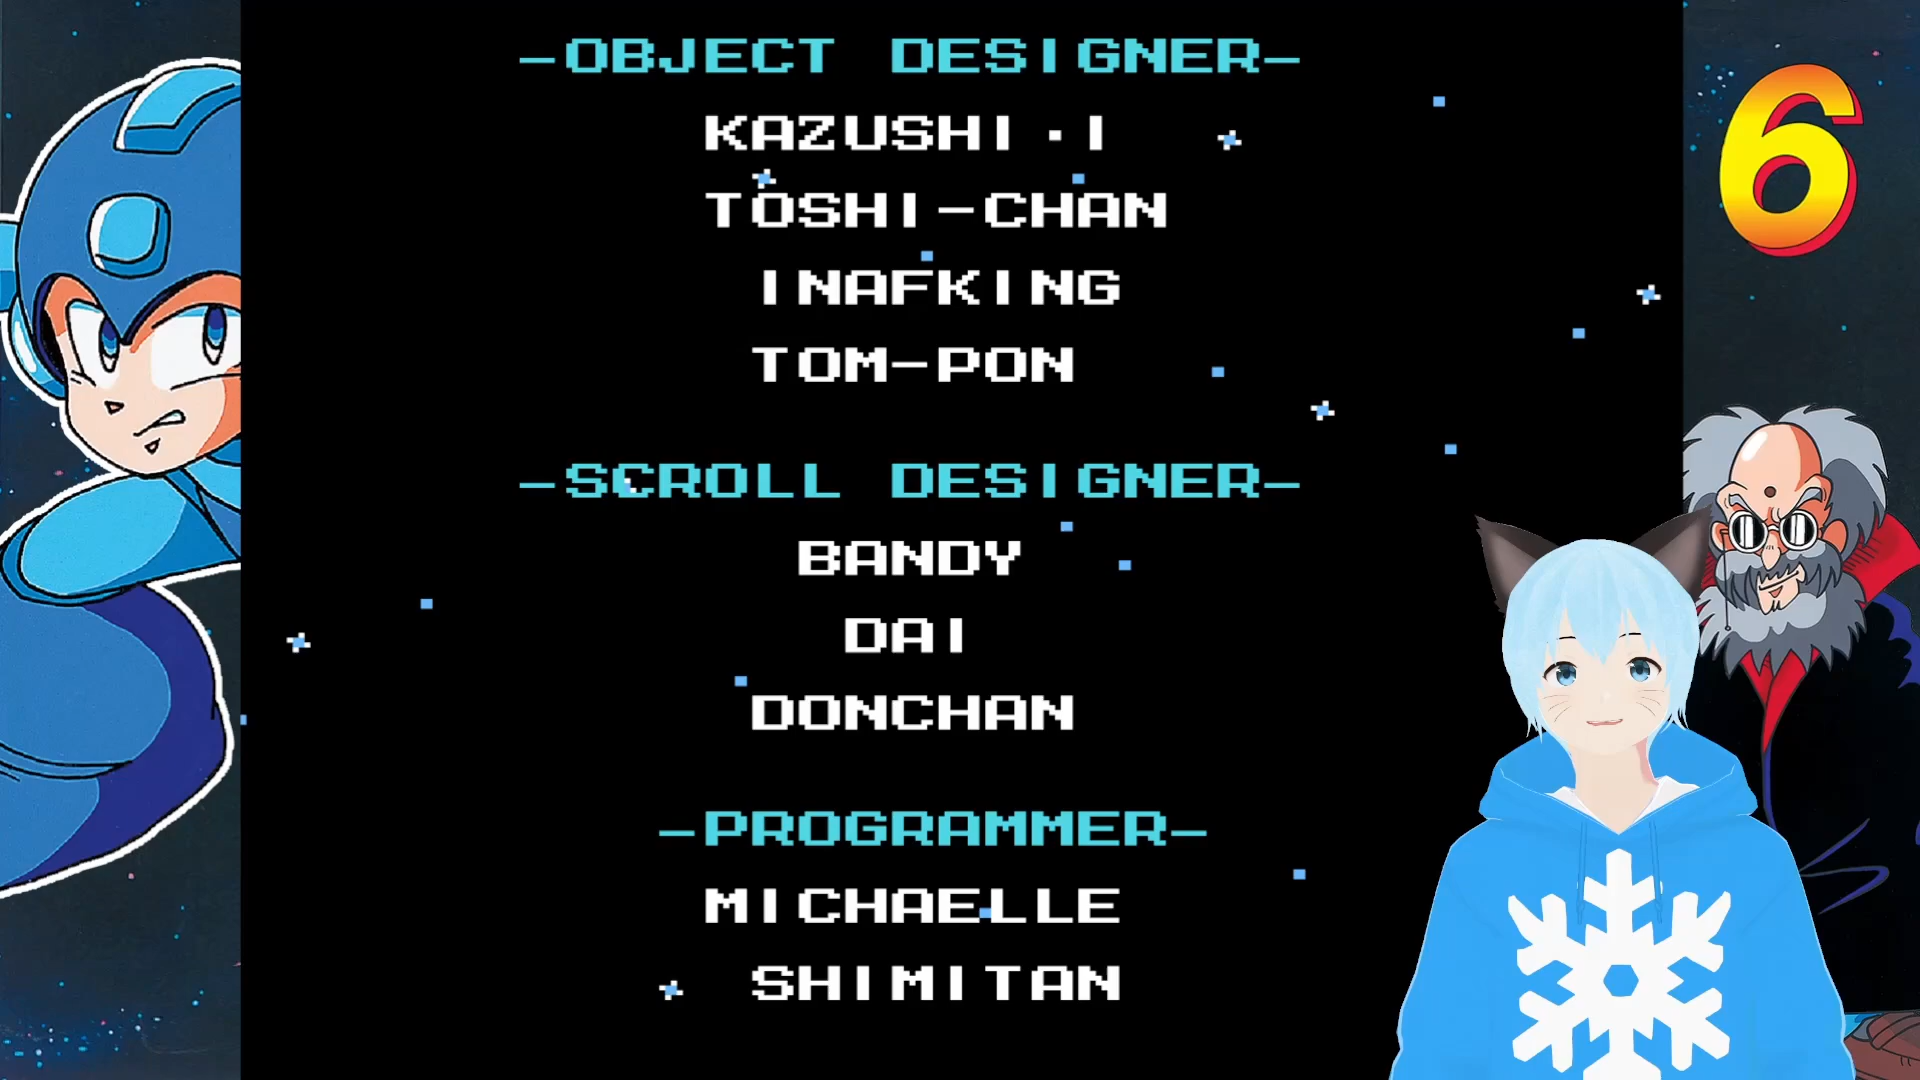 -OBJECT DESIGNER-
KAZUSHI·I
TOSHI-CHAN
INAFKING
TOM-PON
-SCROLL DESIGNER-
BANDY
DAI
DONCHAN
-PROGRAMMER-
MICHAELLE
SHIMITAN
6